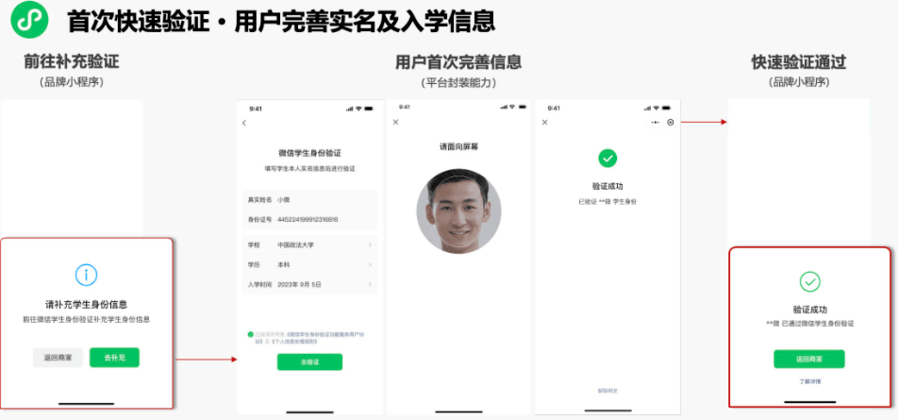 首次快速验证·用户完善实名及入学信息
前往补充验证
（品牌小程序）
用户首次完善信息
（平台封装能力）
快速验证通过
（品牌小程序）
请补充学生身份信息
前往微信学生身份验证补充学生身份信息
返回商家
去补充
9:41
微信学生身份验证
填写学生本人实名信息后进行验证
真实姓名 小微
身份证号 445224199912316818
学校 中国政法大学
学历 本科
入学时间 2023年 9月 5日
《微信学生身份验证功能服务用户协
议》及《个人信息处理规则》
去验证
9:41
请面向屏幕
9:41
验证成功
已验证 **微 学生身份
解除绑定
验证成功
**微 已通过微信学生身份验证
返回商家
了解详情